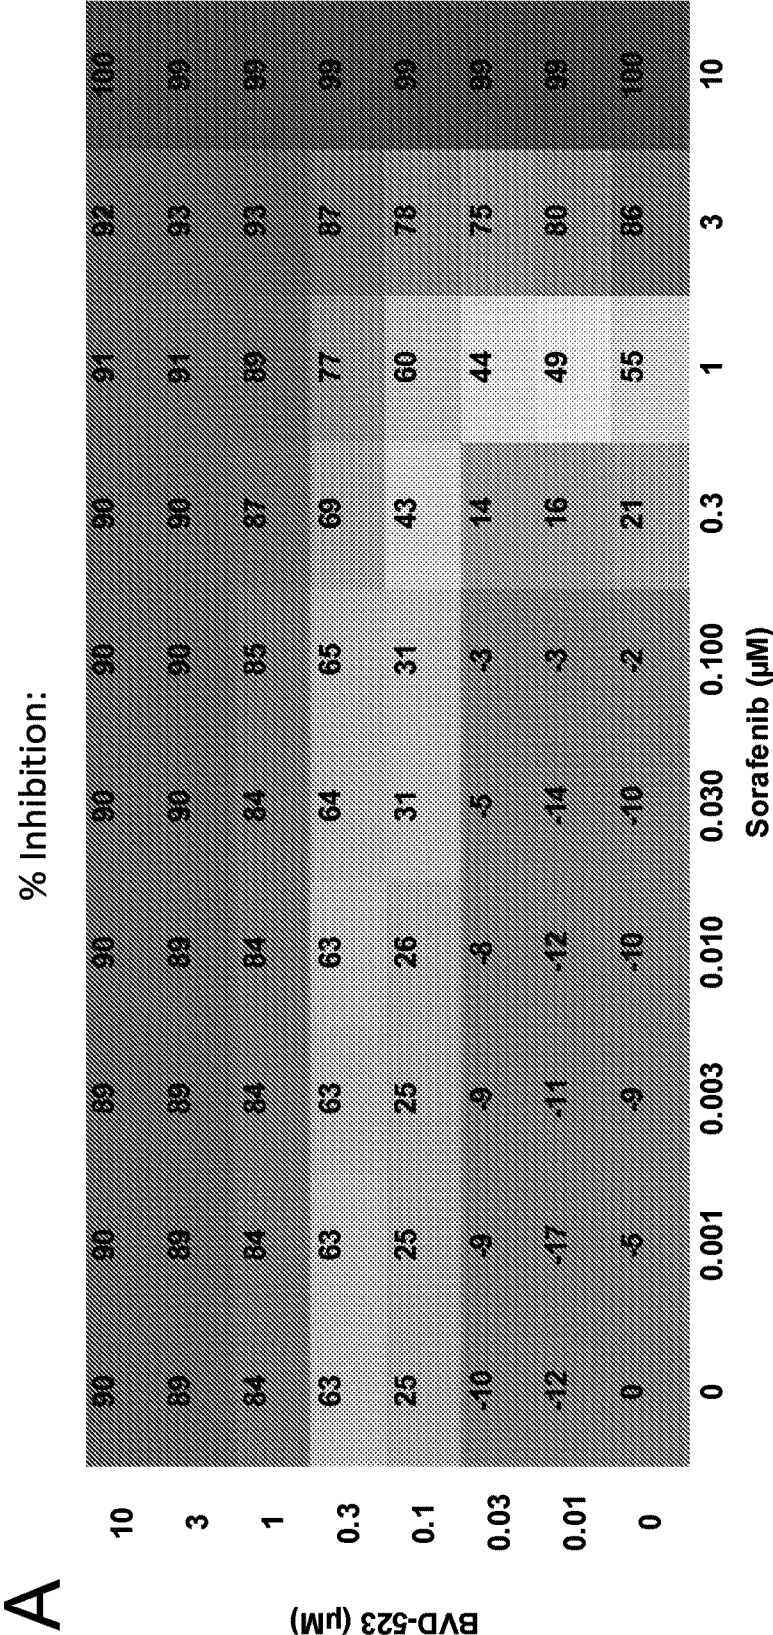 A
% Inhibition:
BVD-523 (µM)
10 90 90 89 90 90 90 90 91 92 100
3 89 89 89 89 90 90 90 91 93 99
1 84 84 84 84 84 85 87 89 93 99
0.3 63 63 63 63 64 65 69 77 87 99
0.1 25 25 25 26 31 31 43 60 78 99
0.03 -10 -9 -9 -8 -5 -3 14 44 75 99
0.01 -12 -17 -11 -12 -14 -3 16 49 80 99
0 0 -5 -9 -10 -10 -2 21 55 86 100
0 0.001 0.003 0.010 0.030 0.100 0.3 1 3 10
Sorafenib (µM)